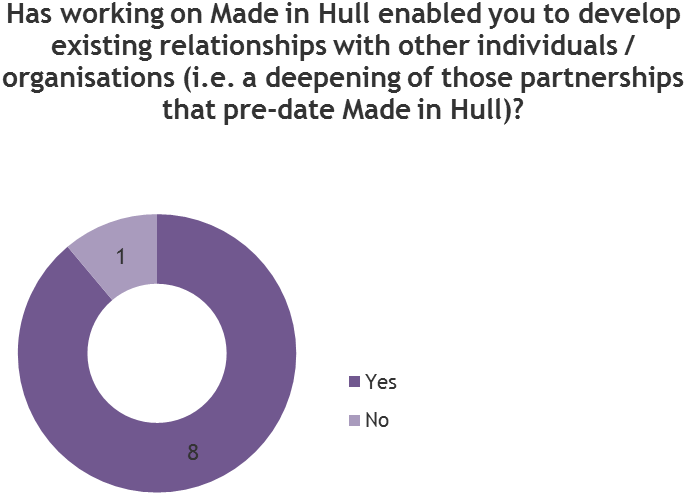 Has working on Made in Hull enabled you to develop
existing relationships with other individuals /
organisations (i.e. a deepening of those partnerships
that pre-date Made in Hull)?
1
Yes
No
8